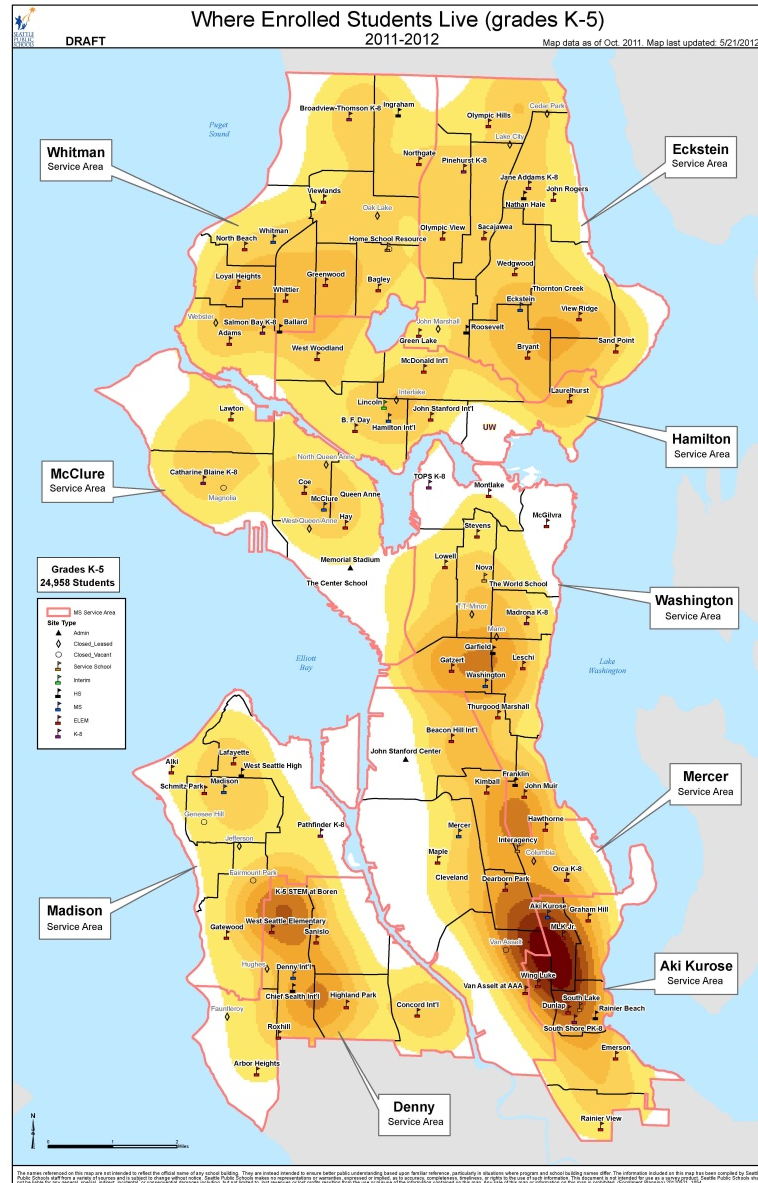 SEATTLE
PUBLIC
SCHOOLS
DRAFT
Where Enrolled Students Live (grades K-5)
2011-2012
Map data as of Oct. 2011. Map last updated: 5/21/2012
Puget
Sound
Whitman
Service Area
Eckstein
Service Area
Broadview-Thomson K-8
Ingraham
Olympic Hills
Cedar Park
Lake City
Northgate
Pinehurst K-8
Jane Addams K-8
John Rogers
Nathan Hale
Viewlands
Oak Lake
Whitman
North Beach
Home School Resource
Olympic View
Sacajawea
Wedgwood
Loyal Heights
Greenwood
Bagley
Whittier
Thornton Creek
Eckstein
View Ridge
Webster
Salmon Bay K-8
Ballard
Adams
John Marshall
Roosevelt
Green Lake
West Woodland
Bryant
Sand Point
McDonald Int'l
Laurelhurst
Interlake
Lincoln
Lawton
B. F. Day
Hamilton Int'l
John Stanford Int'l
UW
Hamilton
Service Area
McClure
Service Area
North Queen Anne
Catharine Blaine K-8
Magnolia
Coe
McClure
Queen Anne
West Queen Anne
Hay
TOPS K-8
Montlake
McGilvra
Stevens
Memorial Stadium
The Center School
Lowell
Nova
The World School
T.T. Minor
Madrona K-8
Mann
Washington
Service Area
Grades K-5
24,958 Students
MS Service Area
Site Type
Admin
Closed_Leased
Closed_Vacant
Service School
Interim
HS
MS
ELEM
K-8
Elliott
Bay
Lake
Washington
Garfield
Gatzert
Leschi
Washington
Thurgood Marshall
Beacon Hill Int'l
John Stanford Center
Alki
Lafayette
West Seattle High
Schmitz Park
Madison
Genesee Hill
Jefferson
Pathfinder K-8
Fairmount Park
K-5 STEM at Boren
Franklin
Kimball
John Muir
Mercer
Service Area
Hawthorne
Mercer
Interagency
Maple
Columbia
Cleveland
Orca K-8
Dearborn Park
Madison
Service Area
Gatewood
West Seattle Elementary
Sanislo
Aki Kurose
Graham Hill
MLK Jr.
Van Asselt
Hughes
Denny Int'l
Wing Luke
Van Asselt at AAA
Aki Kurose
Service Area
Chief Sealth Int'l
Highland Park
Concord Int'l
South Lake
Dunlap
Rainier Beach
South Shore PK-8
Fauntleroy
Roxhill
Arbor Heights
Emerson
Denny
Service Area
Rainier View
N
0
1
2
Miles